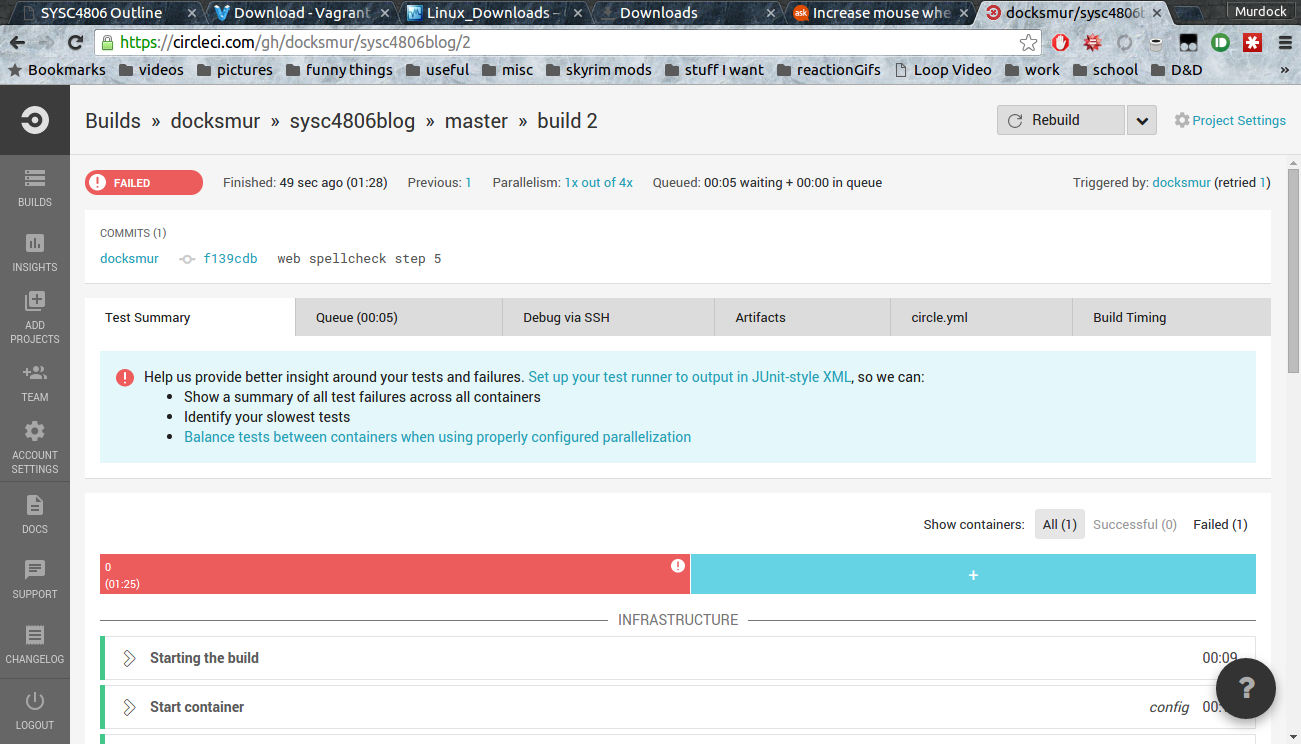 SYSC4806 Outline
Download - Vagrant
Linux_Downloads –
Downloads
Increase mouse whe
docksmur/sysc4806b
Murdock
https://circleci.com/gh/docksmur/sysc4806blog/2
Bookmarks videos pictures funny things useful misc skyrim mods stuff I want reactionGifs Loop Video work school D&D »
Builds » docksmur » sysc4806blog » master » build 2
Rebuild
Project Settings
FAILED
Finished: 49 sec ago (01:28) Previous: 1 Parallelism: 1x out of 4x Queued: 00:05 waiting + 00:00 in queue
Triggered by: docksmur (retried 1)
BUILDS
INSIGHTS
ADD
PROJECTS
TEAM
ACCOUNT
SETTINGS
DOCS
SUPPORT
CHANGELOG
LOGOUT
COMMITS (1)
docksmur f139cdb web spellcheck step 5
Test Summary
Queue (00:05)
Debug via SSH
Artifacts
circle.yml
Build Timing
Help us provide better insight around your tests and failures. Set up your test runner to output in JUnit-style XML, so we can:
• Show a summary of all test failures across all containers
• Identify your slowest tests
• Balance tests between containers when using properly configured parallelization
Show containers: All (1) Successful (0) Failed (1)
0
(01:25)
+
INFRASTRUCTURE
Starting the build
00:09
Start container
config
?